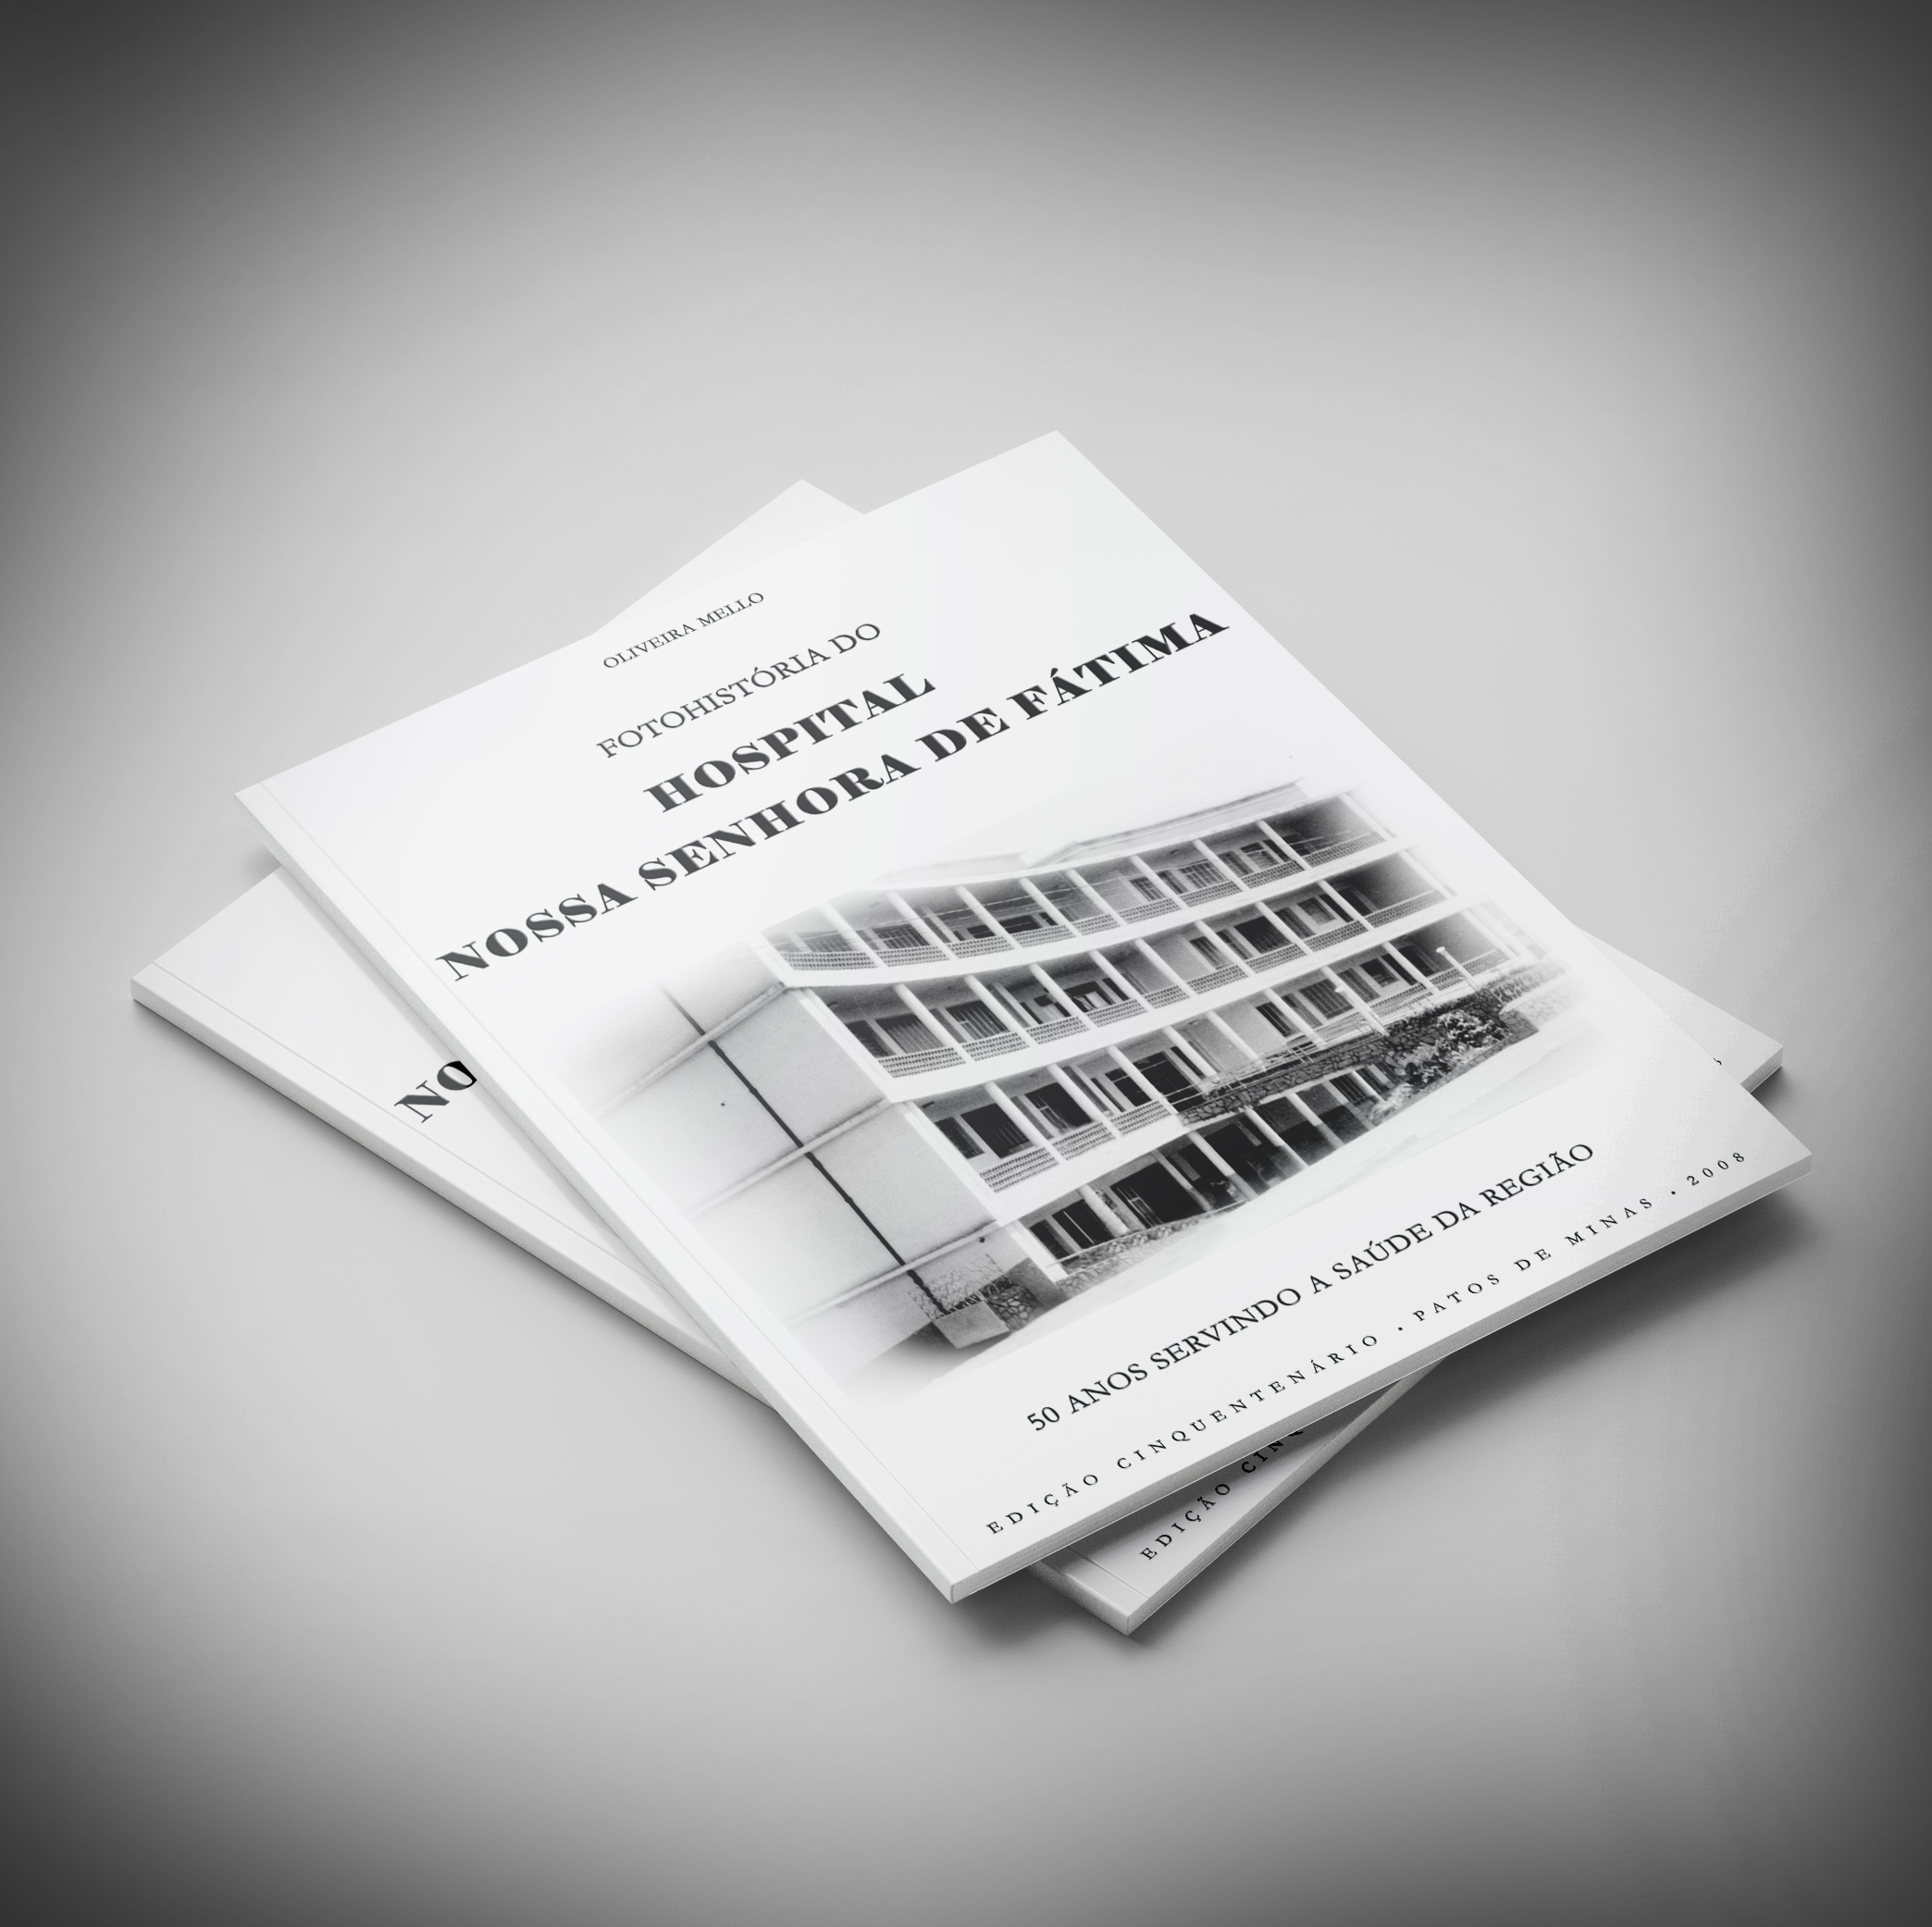 OLIVEIRA MELLO
FOTOHISTÓRIA DO
HOSPITAL
NOSSA SENHORA DE FÁTIMA
50 ANOS SERVINDO A SAÚDE DA REGIÃO
EDIÇÃO CINQUENTENÁRIO • PATOS DE MINAS • 2008
NO
EDIÇÃO CINQ